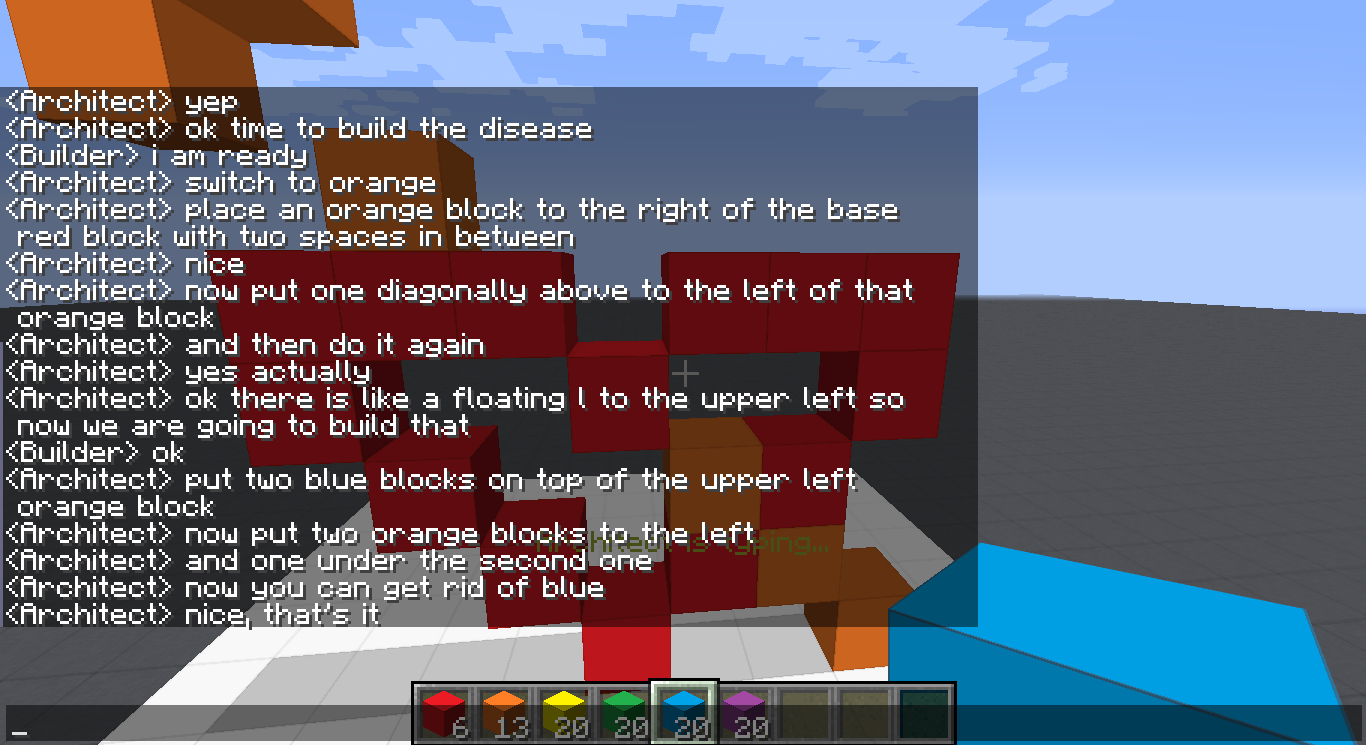 <Architect> yep
<Architect> ok time to build the disease
<Builder> i am ready
<Architect> switch to orange
<Architect> place an orange block to the right of the base
red block with two spaces in between
<Architect> nice
<Architect> now put one diagonally above to the left of that
orange block
<Architect> and then do it again
<Architect> yes actually
<Architect> ok there is like a floating l to the upper left so
now we are going to build that
<Builder> ok
<Architect> put two blue blocks on top of the upper left
orange block
<Architect> now put two orange blocks to the left
Architect is typing...
<Architect> and one under the second one
<Architect> now you can get rid of blue
<Architect> nice, that's it
6 13 20 20 20 20
_